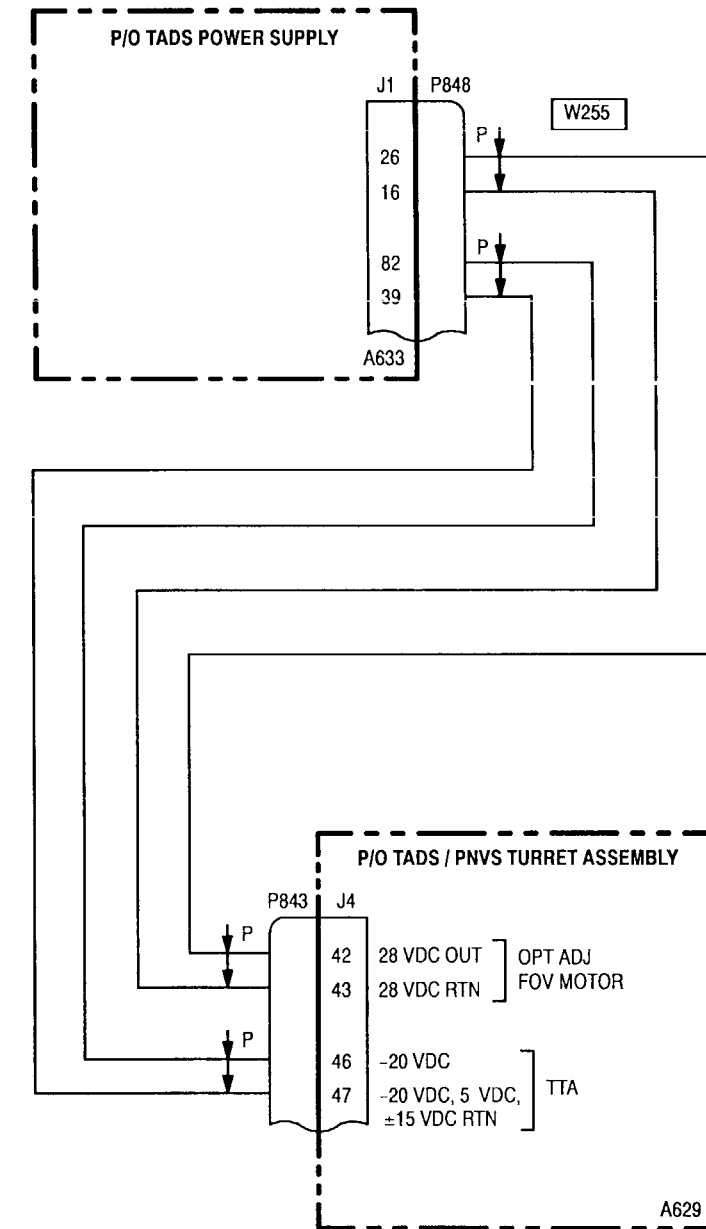 P/O TADS POWER SUPPLY
J1 P848
W255
P
26
16
P
82
39
A633
P/O TADS / PNVS TURRET ASSEMBLY
P843 J4
P
42 28 VDC OUT
43 28 VDC RTN
OPT ADJ
FOV MOTOR
P
46 -20 VDC
47 -20 VDC, 5 VDC,
±15 VDC RTN
TTA
A629